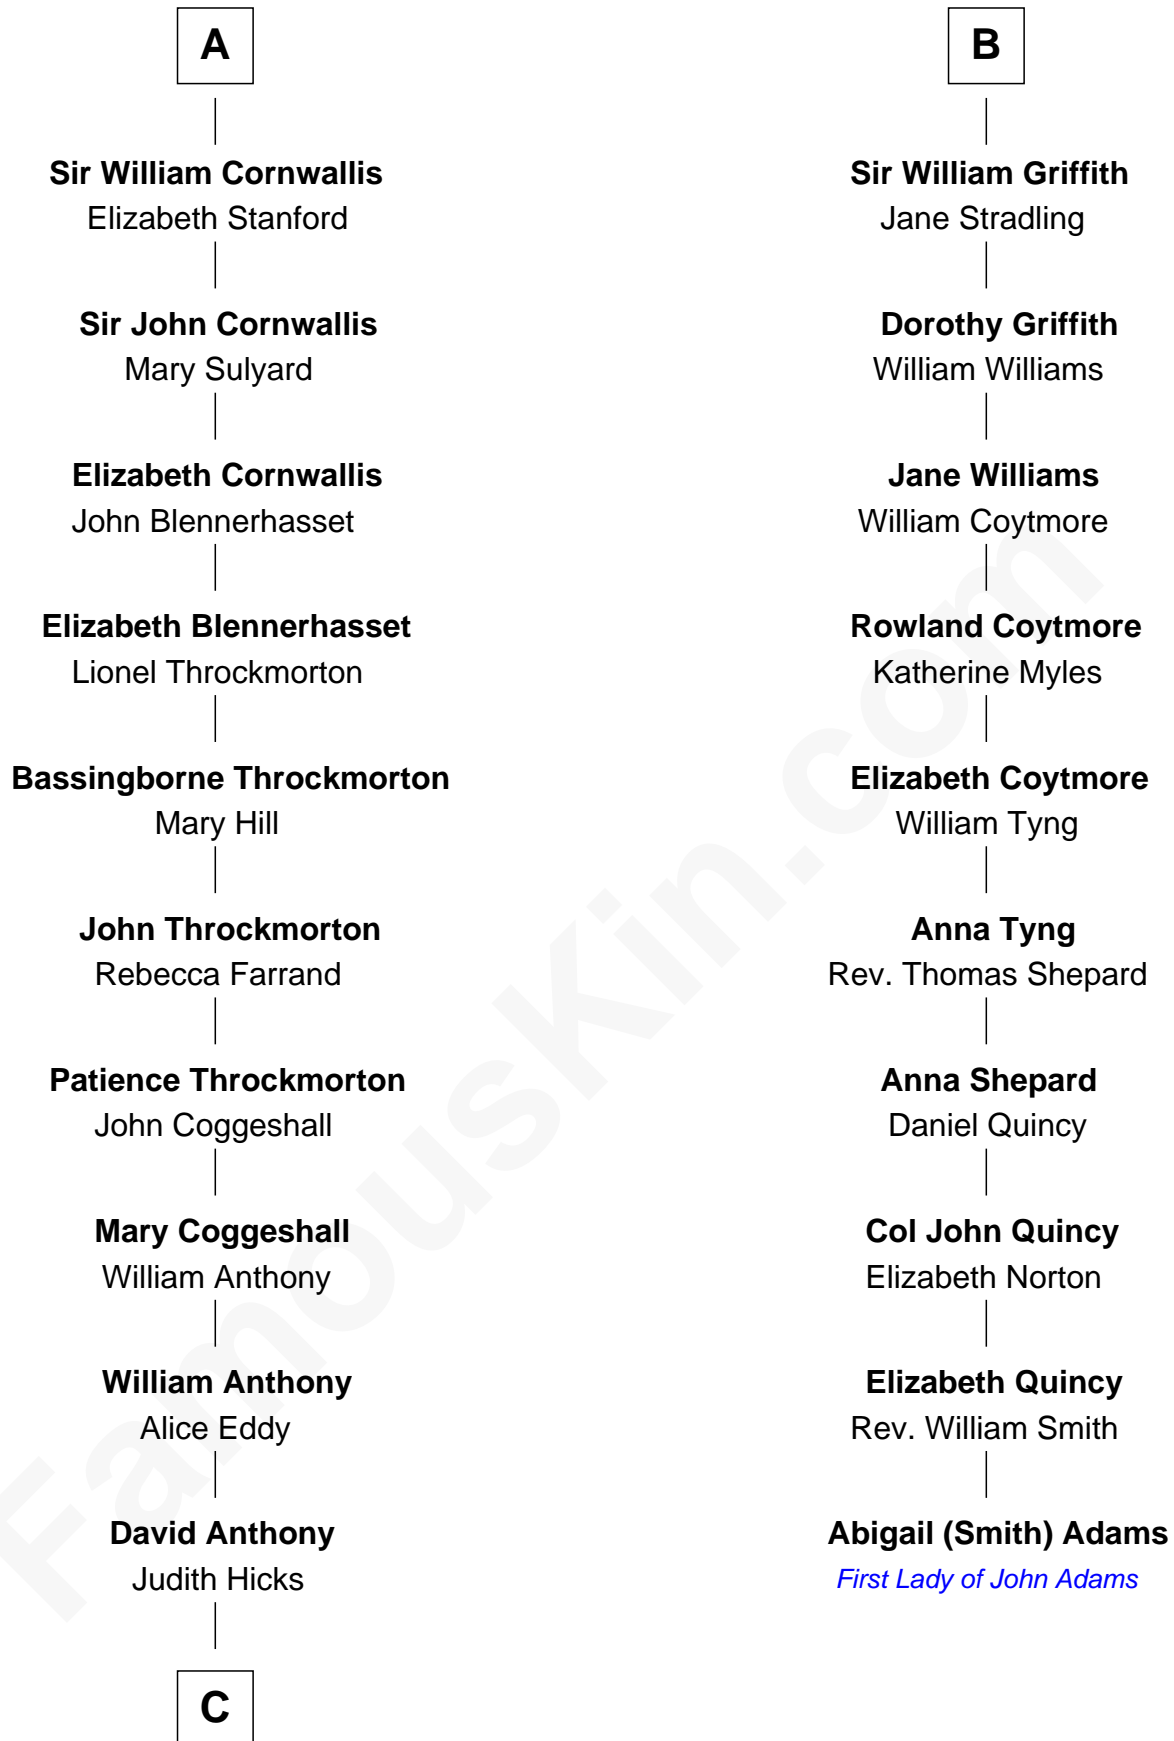 A
Sir William Cornwallis
Elizabeth Stanford
Sir John Cornwallis
Mary Sulyard
Elizabeth Cornwallis
John Blennerhasset
Elizabeth Blennerhasset
Lionel Throckmorton
Bassingborne Throckmorton
Mary Hill
John Throckmorton
Rebecca Farrand
Patience Throckmorton
John Coggeshall
Mary Coggeshall
William Anthony
William Anthony
Alice Eddy
David Anthony
Judith Hicks
C
B
Sir William Griffith
Jane Stradling
Dorothy Griffith
William Williams
Jane Williams
William Coytmore
Rowland Coytmore
Katherine Myles
Elizabeth Coytmore
William Tyng
Anna Tyng
Rev. Thomas Shepard
Anna Shepard
Daniel Quincy
Col John Quincy
Elizabeth Norton
Elizabeth Quincy
Rev. William Smith
Abigail (Smith) Adams
First Lady of John Adams
FamousKin.com